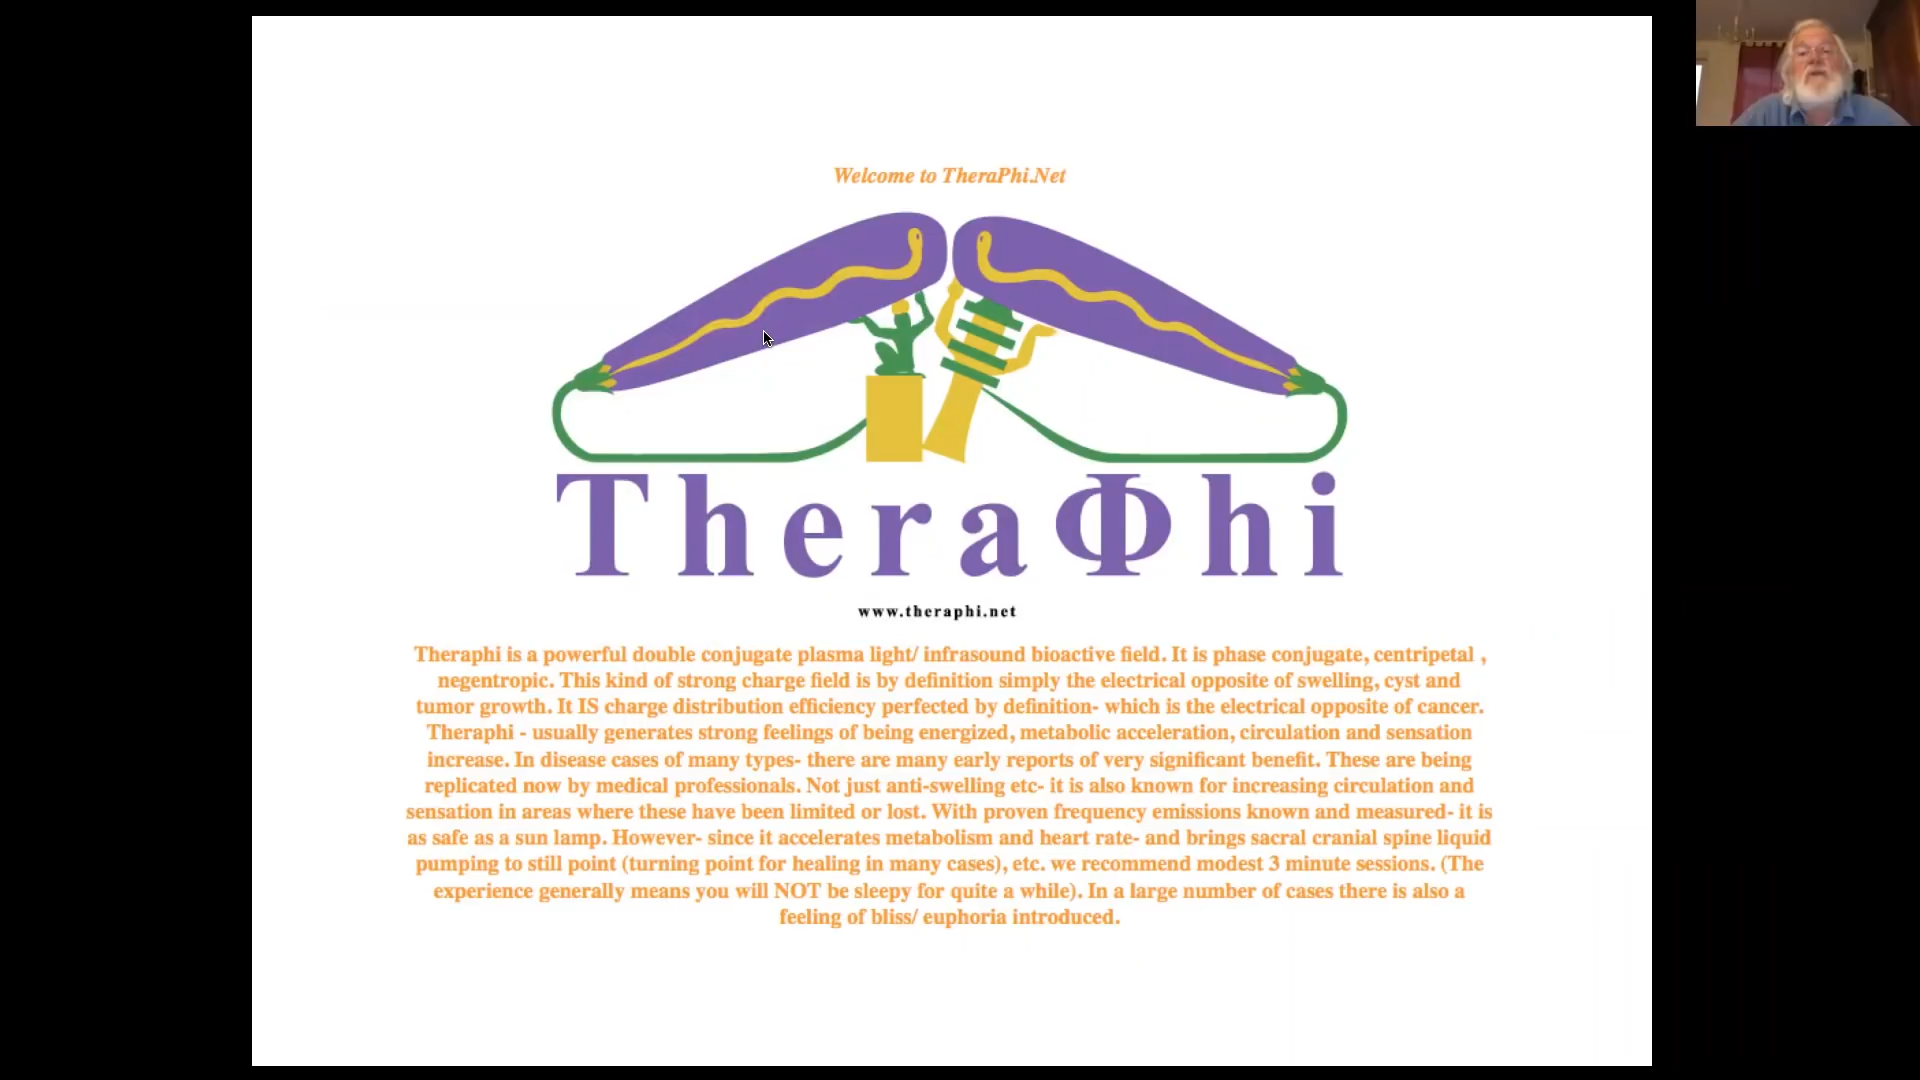 Welcome to TheraPhi.Net
TheraΦhi
www.theraphi.net
Theraphi is a powerful double conjugate plasma light/ infrasound bioactive field. It is phase conjugate, centripetal ,
negentropic. This kind of strong charge field is by definition simply the electrical opposite of swelling, cyst and
tumor growth. It IS charge distribution efficiency perfected by definition- which is the electrical opposite of cancer.
Theraphi - usually generates strong feelings of being energized, metabolic acceleration, circulation and sensation
increase. In disease cases of many types- there are many early reports of very significant benefit. These are being
replicated now by medical professionals. Not just anti-swelling etc- it is also known for increasing circulation and
sensation in areas where these have been limited or lost. With proven frequency emissions known and measured- it is
as safe as a sun lamp. However- since it accelerates metabolism and heart rate- and brings sacral cranial spine liquid
pumping to still point (turning point for healing in many cases), etc. we recommend modest 3 minute sessions. (The
experience generally means you will NOT be sleepy for quite a while). In a large number of cases there is also a
feeling of bliss/ euphoria introduced.